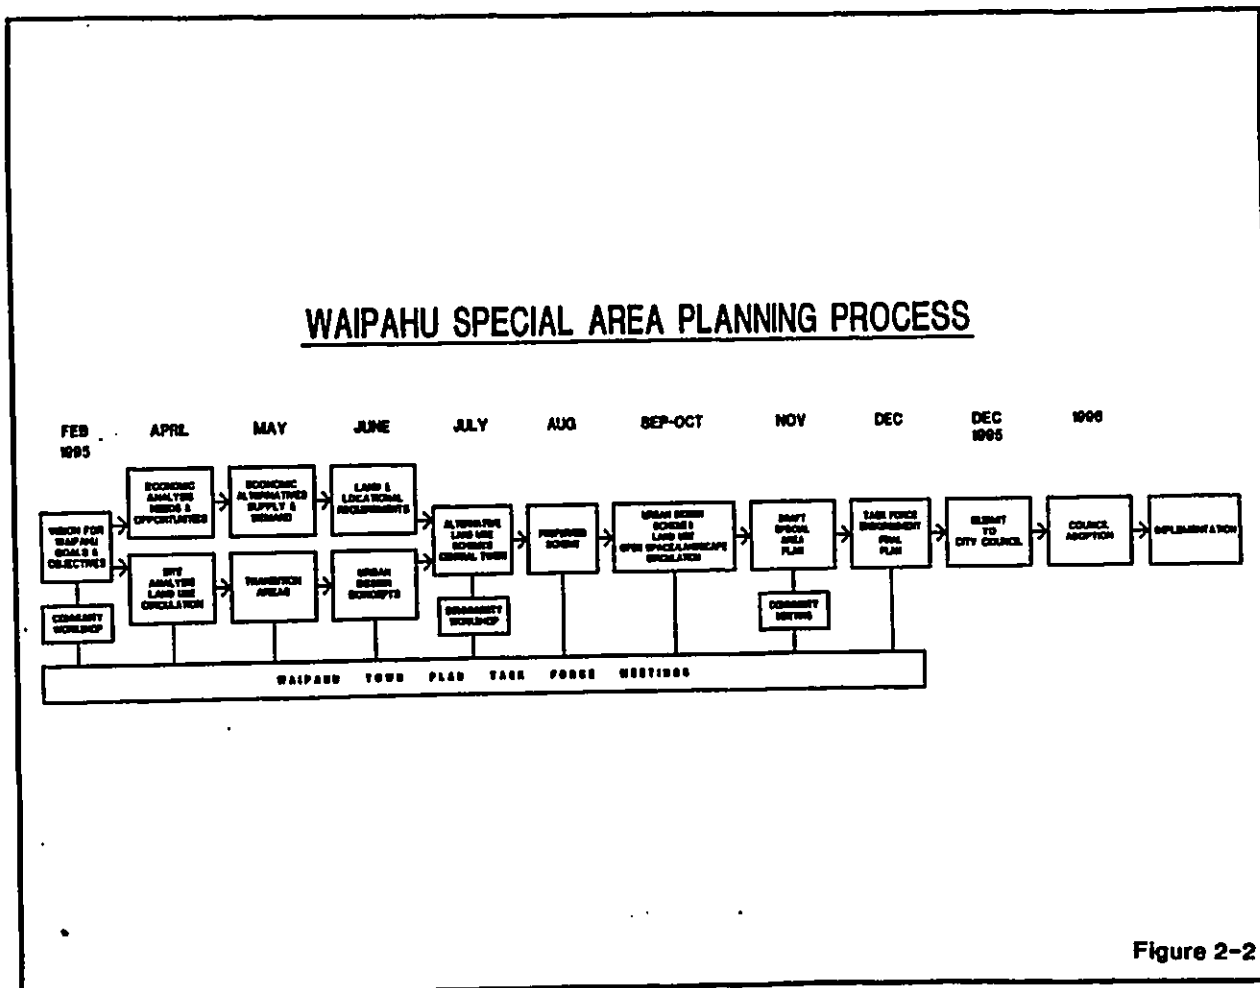 WAIPAHU SPECIAL AREA PLANNING PROCESS
FEB
1995
APRIL
MAY
JUNE
JULY
AUG
SEP-OCT
NOV
DEC
DEC
1995
1996
VISION FOR
WAIPAHU
GOALS &
OBJECTIVES
COMMUNITY
WORKSHOP
ECONOMIC
ANALYSIS
NEEDS &
OPPORTUNITIES
SITE
ANALYSIS
LAND USE
CIRCULATION
ECONOMIC
ALTERNATIVES
SUPPLY &
DEMAND
TRANSITION
AREAS
LAND &
LOCATIONAL
REQUIREMENTS
URBAN
DESIGN
CONCEPTS
ALTERNATIVE
LAND USE
SCHEMES
CENTRAL TOWN
COMMUNITY
WORKSHOP
PREFERRED
SCHEME
URBAN DESIGN
SCHEME
LAND USE
OPEN SPACE/LANDSCAPE
CIRCULATION
DRAFT
SPECIAL
AREA
PLAN
COMMUNITY
MEETING
TASK FORCE
ENDORSEMENT
FINAL
PLAN
SUBMIT
TO
CITY COUNCIL
COUNCIL
ADOPTION
IMPLEMENTATION
WAIPAHU TOWN PLAN TASK FORCE MEETINGS
Figure 2-2